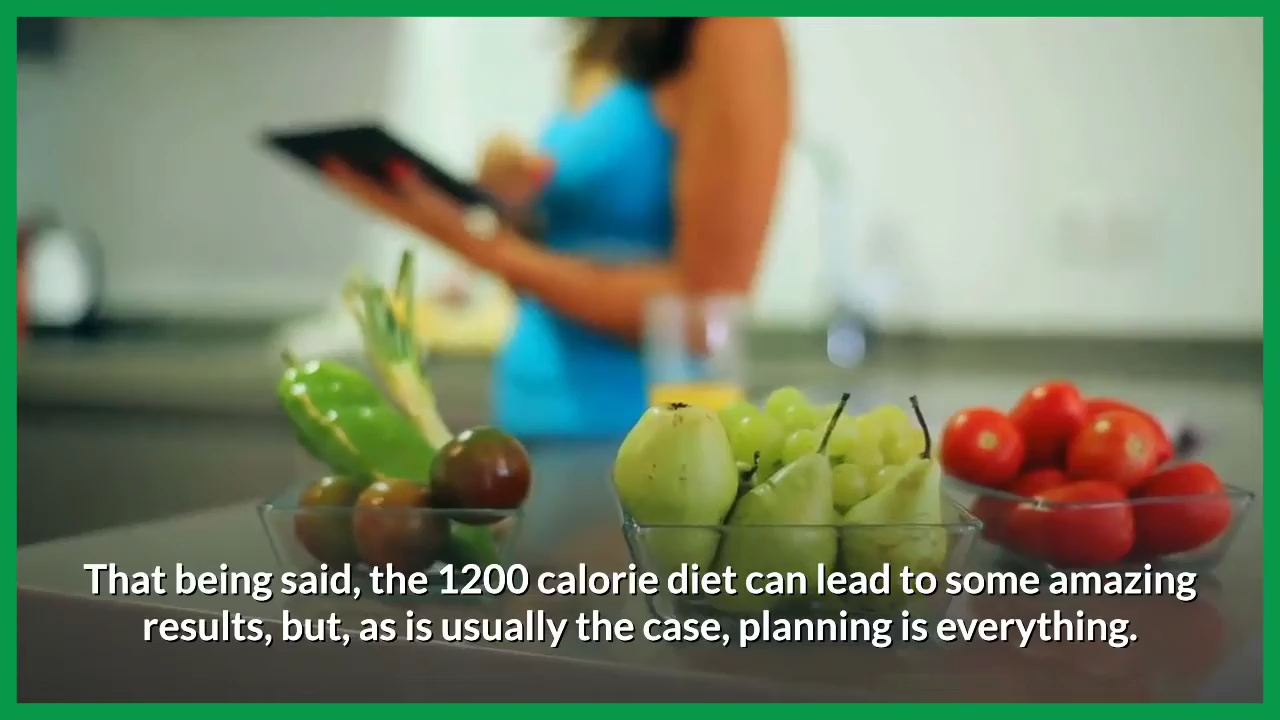 That being said, the 1200 calorie diet can lead to some amazing
results, but, as is usually the case, planning is everything.